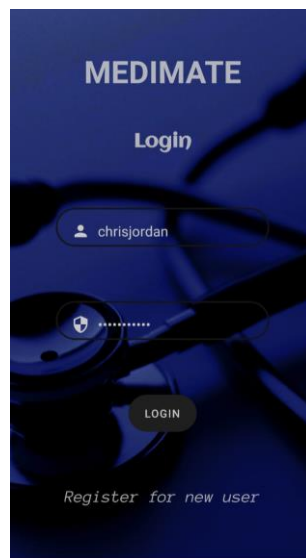 MEDIMATE
Login
chrisjordan
•••••••••••
LOGIN
Register for new user